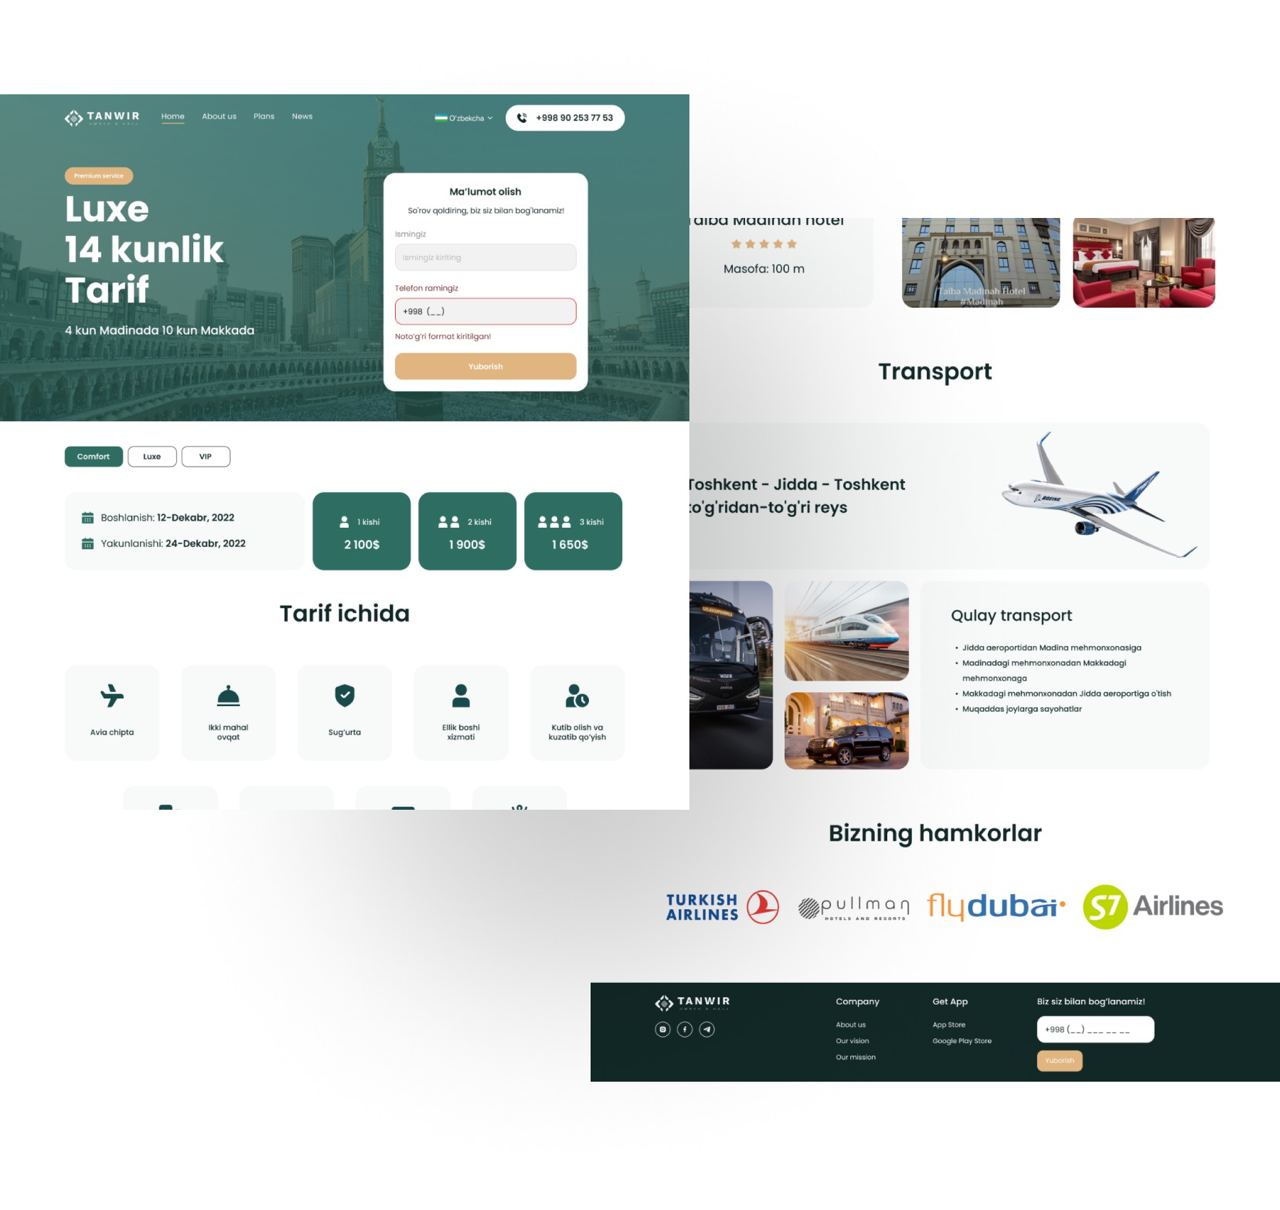 TANWIR
Home
About us
Plans
News
O'zbekcha
+998 90 253 77 53
Premium service
Luxe
14 kunlik
Tarif
4 kun Madinada 10 kun Makkada
Ma'lumot olish
So'rov qoldiring, biz siz bilan bog'lanamiz!
Ismingiz
Ismingiz kiriting
Telefon ramingiz
+998 (_ _)
Noto'g'ri format kiritilgan!
Yuborish
Comfort
Luxe
VIP
Boshlanish: 12-Dekabr, 2022
Yakunlanishi: 24-Dekabr, 2022
1 kishi
2 100$
2 kishi
1 900$
3 kishi
1 650$
Tarif ichida
Avia chipta
Ikki mahal
ovqat
Sug'urta
Ellik boshi
xizmati
Kutib olish va
kuzatib qo'yish
Madinah hotel
Masofa: 100 m
Taiba Madinah Hotel
#Madinah
Transport
Toshkent - Jidda - Toshkent
to'g'ridan-to'g'ri reys
BOEING
Qulay transport
• Jidda aeroportidan Madina mehmonxonasiga
• Madinadagi mehmonxonadan Makkadagi
mehmonxonaga
• Makkadagi mehmonxonadan Jidda aeroportiga o'tish
• Muqaddas joylarga sayohatlar
Bizning hamkorlar
TURKISH
AIRLINES
pullman
HOTELS AND RESORTS
flydubai
S7 Airlines
TANWIR
Company
About us
Our vision
Our mission
Get App
App Store
Google Play Store
Biz siz bilan bog'lanamiz!
+998 (_ _) _ _ _ _ _ _ _
Yuborish